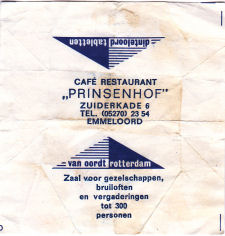 dinteloord tabletten
CAFÉ RESTAURANT
„PRINSENHOF"
ZUIDERKADE 6
TEL. (05270) 23 54
EMMELOORD
van oordt rotterdam
Zaal voor gezelschappen,
bruiloften
en vergaderingen
tot 300
personen